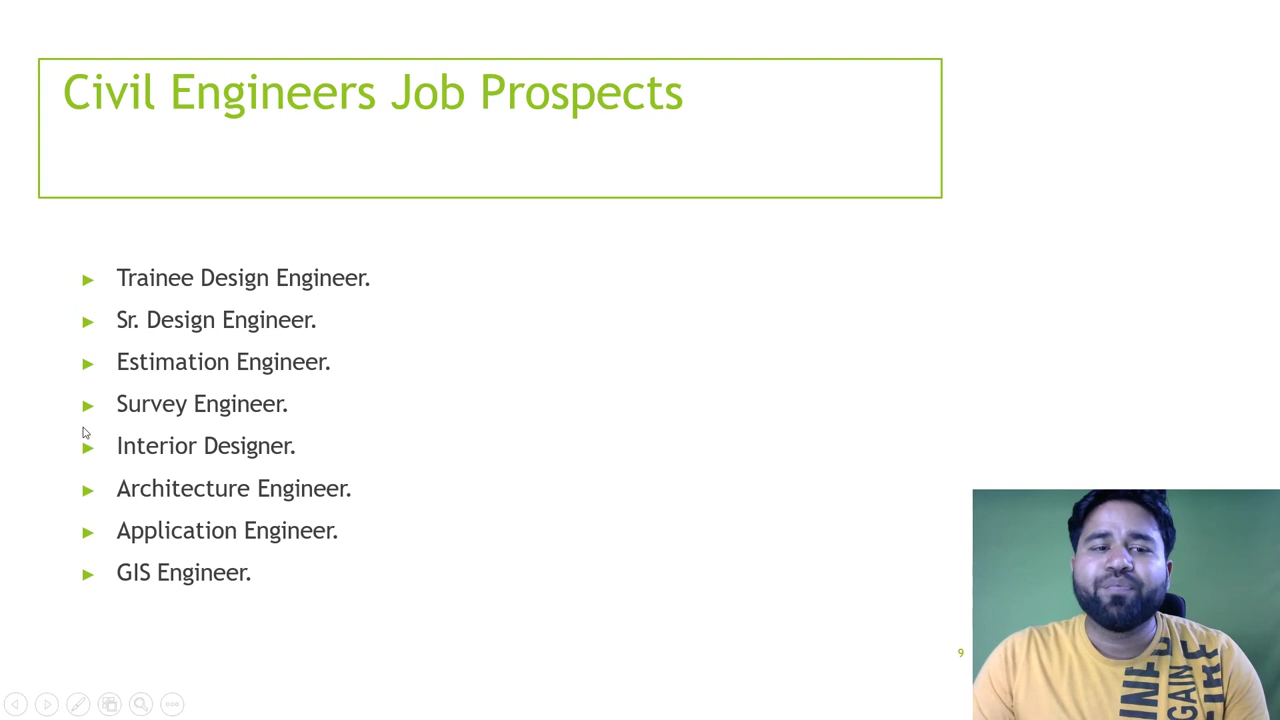 Civil Engineers Job Prospects
Trainee Design Engineer.
Sr. Design Engineer.
Estimation Engineer.
Survey Engineer.
Interior Designer.
Architecture Engineer.
Application Engineer.
GIS Engineer.
9
GAIN